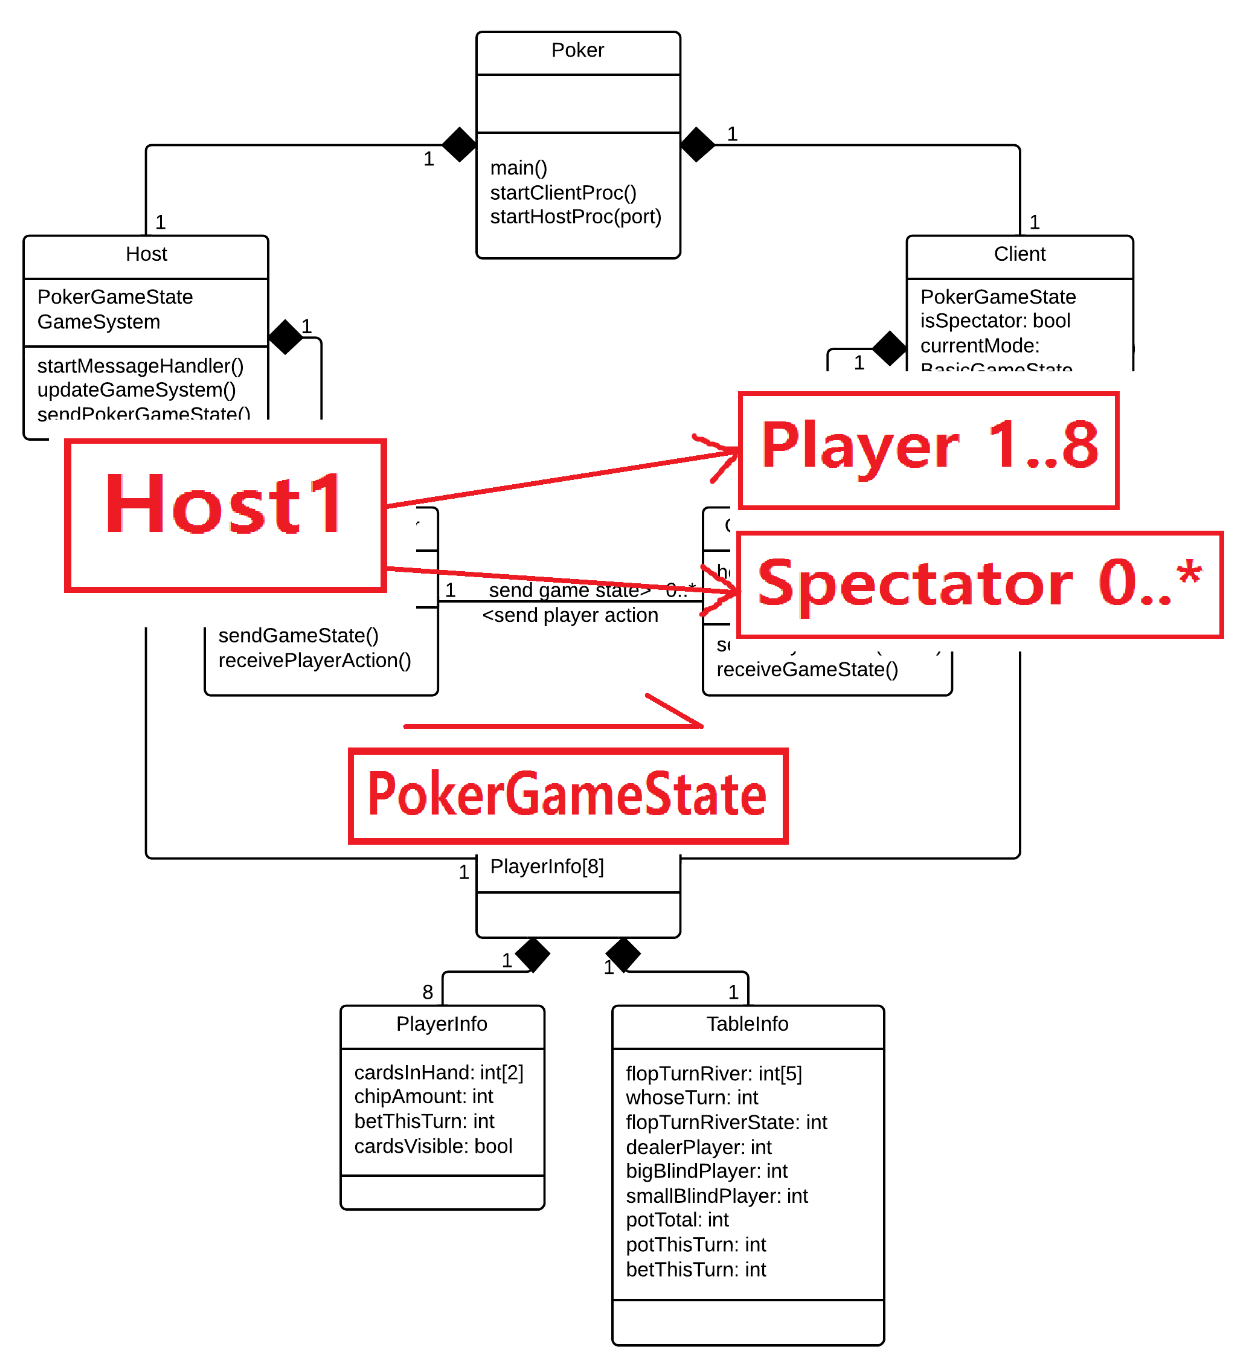 Poker
main()
startClientProc()
startHostProc(port)
1
1
1
1
Host
PokerGameState
GameSystem
startMessageHandler()
updateGameSystem()
sendPokerGameState()
1
Client
PokerGameState
isSpectator: bool
currentMode:
BasicGameState
1
Host1
Player 1..8
Spectator 0..*
1
send game state>
0..*
<send player action
sendGameState()
receivePlayerAction()
receiveGameState()
PokerGameState
1
PlayerInfo[8]
1
1
8
1
PlayerInfo
cardsInHand: int[2]
chipAmount: int
betThisTurn: int
cardsVisible: bool
TableInfo
flopTurnRiver: int[5]
whoseTurn: int
flopTurnRiverState: int
dealerPlayer: int
bigBlindPlayer: int
smallBlindPlayer: int
potTotal: int
potThisTurn: int
betThisTurn: int